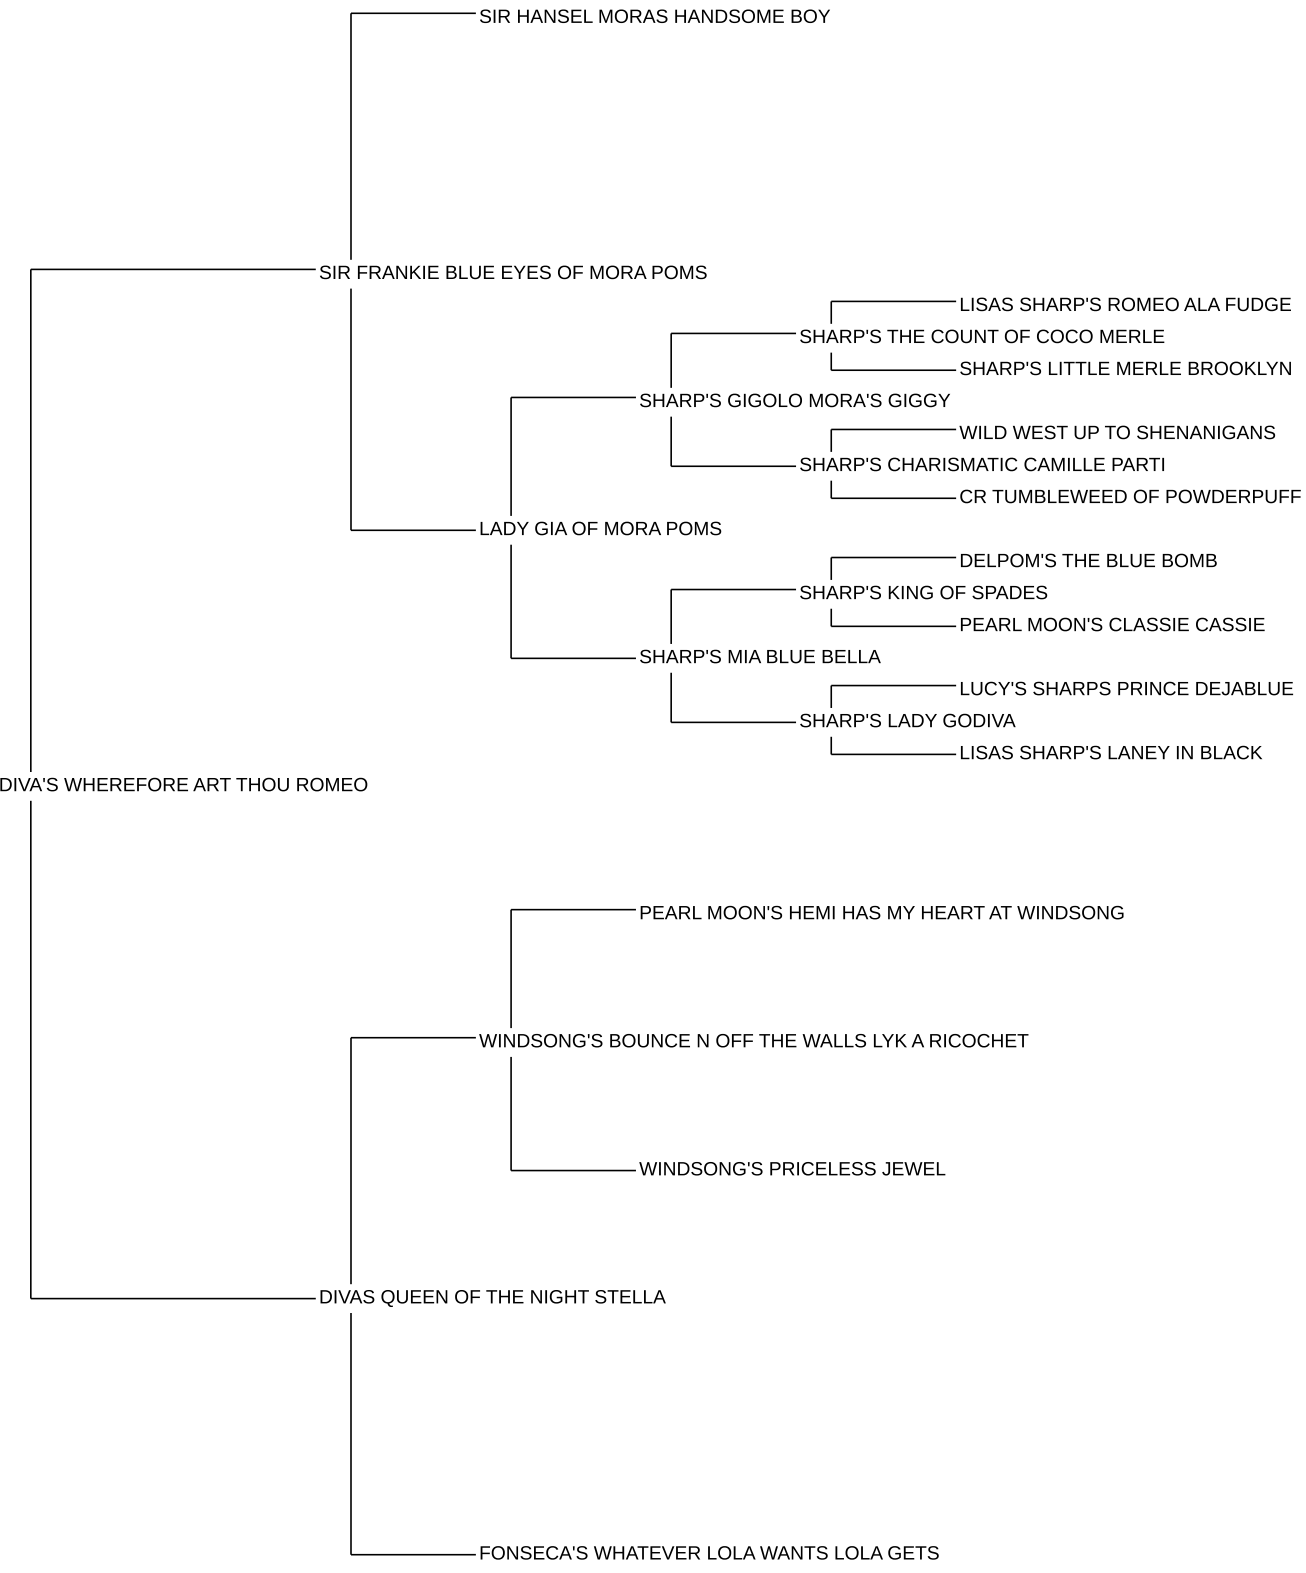 SIR HANSEL MORAS HANDSOME BOY
SIR FRANKIE BLUE EYES OF MORA POMS
LISAS SHARP'S ROMEO ALA FUDGE
SHARP'S THE COUNT OF COCO MERLE
SHARP'S LITTLE MERLE BROOKLYN
SHARP'S GIGOLO MORA'S GIGGY
WILD WEST UP TO SHENANIGANS
SHARP'S CHARISMATIC CAMILLE PARTI
CR TUMBLEWEED OF POWDERPUFF
LADY GIA OF MORA POMS
DELPOM'S THE BLUE BOMB
SHARP'S KING OF SPADES
PEARL MOON'S CLASSIE CASSIE
SHARP'S MIA BLUE BELLA
LUCY'S SHARPS PRINCE DEJABLUE
SHARP'S LADY GODIVA
LISAS SHARP'S LANEY IN BLACK
DIVA'S WHEREFORE ART THOU ROMEO
PEARL MOON'S HEMI HAS MY HEART AT WINDSONG
WINDSONG'S BOUNCE N OFF THE WALLS LYK A RICOCHET
WINDSONG'S PRICELESS JEWEL
DIVAS QUEEN OF THE NIGHT STELLA
FONSECA'S WHATEVER LOLA WANTS LOLA GETS